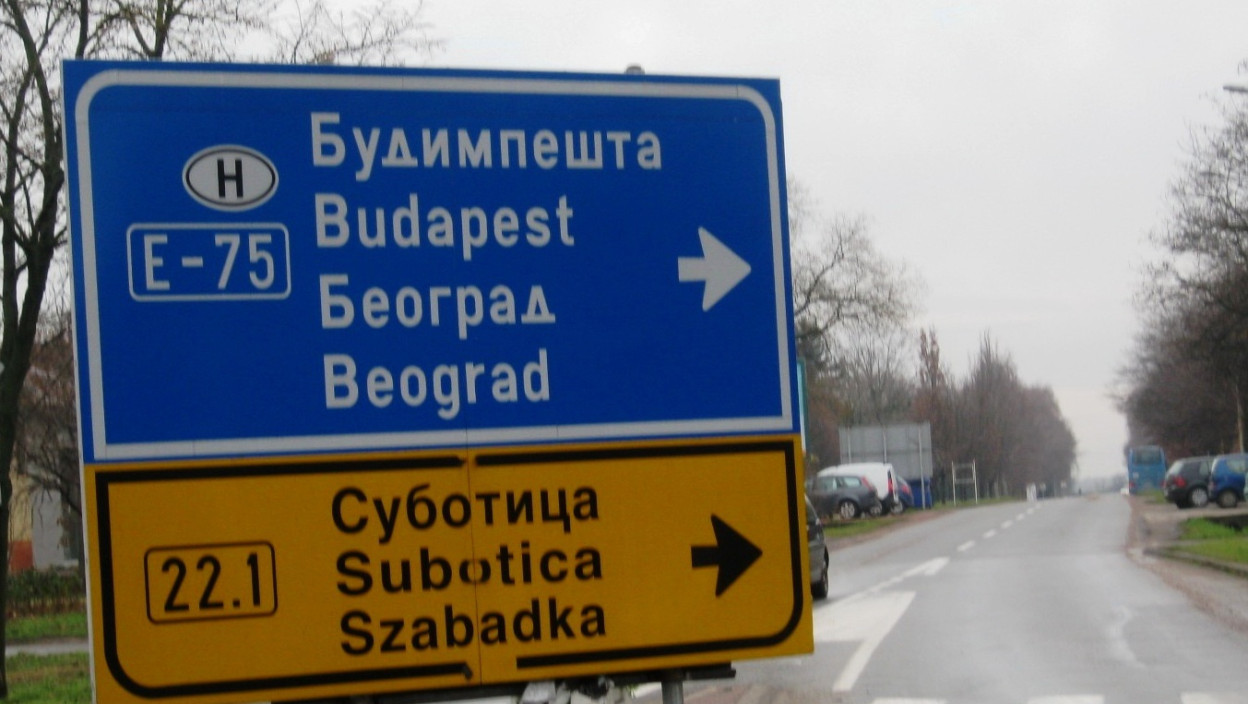 H
E-75
Будимпешта
Budapest
Београд
Beograd
22.1
Суботица
Subotica
Szabadka